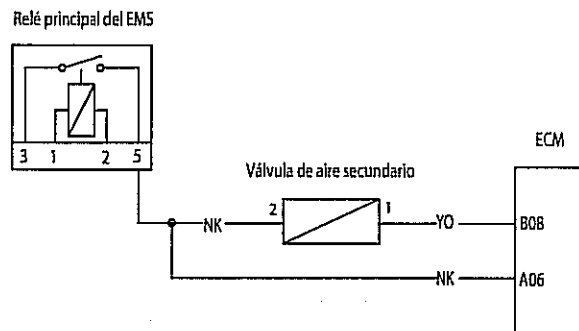 Relé principal del EMS
3 1 2 5
ECM
Válvula de aire secundario
NK 2 1 YO B08
NK A06